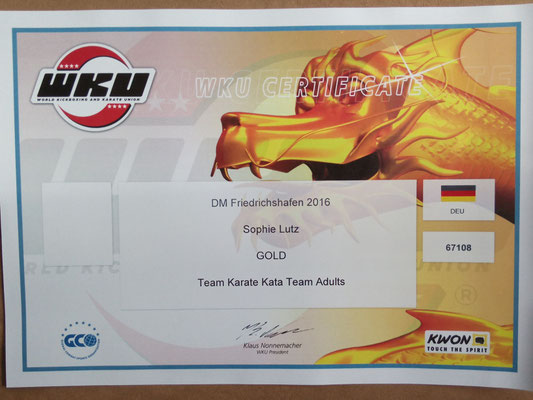 WKU
WORLD KICKBOXING AND KARATE UNION
WKU CERTIFICATE
DM Friedrichshafen 2016
Sophie Lutz
GOLD
Team Karate Kata Team Adults
DEU
67108
GCO
Klaus Nonnemacher
WKU President
KWON
TOUCH THE SPIRIT
®